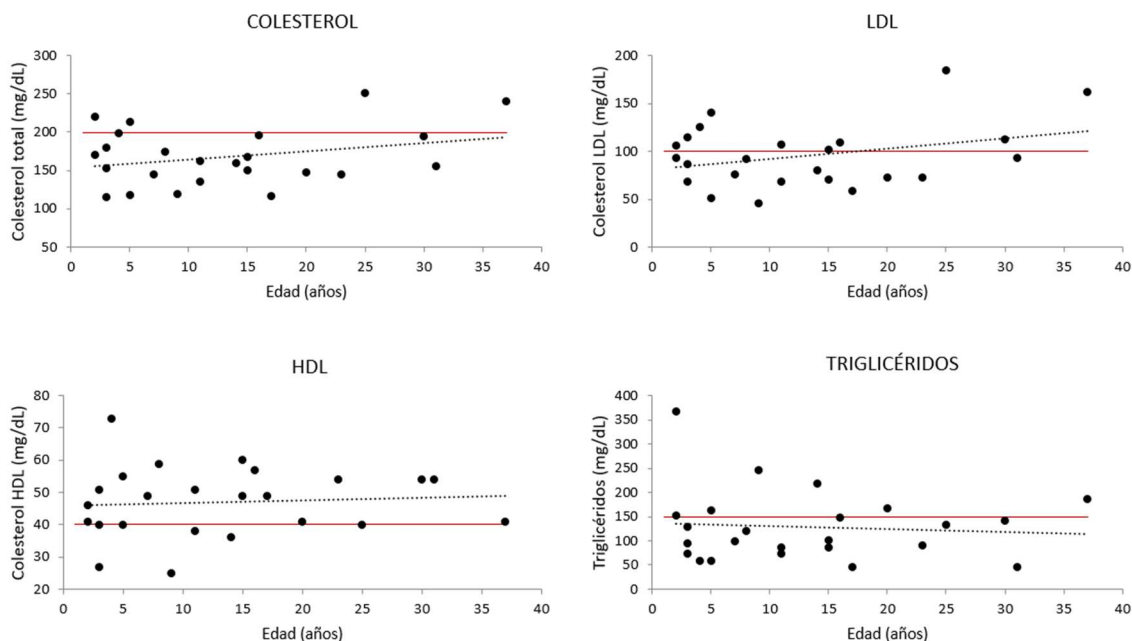 COLESTEROL
Colesterol total (mg/dL)
300
250
200
150
100
50
0 5 10 15 20 25 30 35 40
Edad (años)
LDL
Colesterol LDL (mg/dL)
200
150
100
50
0
0 5 10 15 20 25 30 35 40
Edad (años)
HDL
Colesterol HDL (mg/dL)
80
70
60
50
40
30
20
0 5 10 15 20 25 30 35 40
Edad (años)
TRIGLICÉRIDOS
Triglicéridos (mg/dL)
400
350
300
250
200
150
100
50
0
0 5 10 15 20 25 30 35 40
Edad (años)